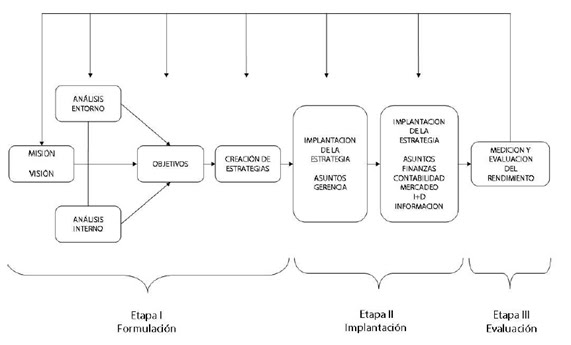 ANÁLISIS
ENTORNO
MISIÓN
VISIÓN
OBJETIVOS
CREACIÓN DE
ESTRATEGIAS
ANÁLISIS
INTERNO
IMPLANTACION
DE LA
ESTRATEGIA
ASUNTOS
GERENCIA
IMPLANTACION
DE LA
ESTRATEGIA
ASUNTOS
FINANZAS
CONTABILIDAD
MERCADEO
I+D
INFORMACION
MEDICION Y
EVALUACION
DEL
RENDIMIENTO
Etapa I
Formulación
Etapa II
Implantación
Etapa III
Evaluación